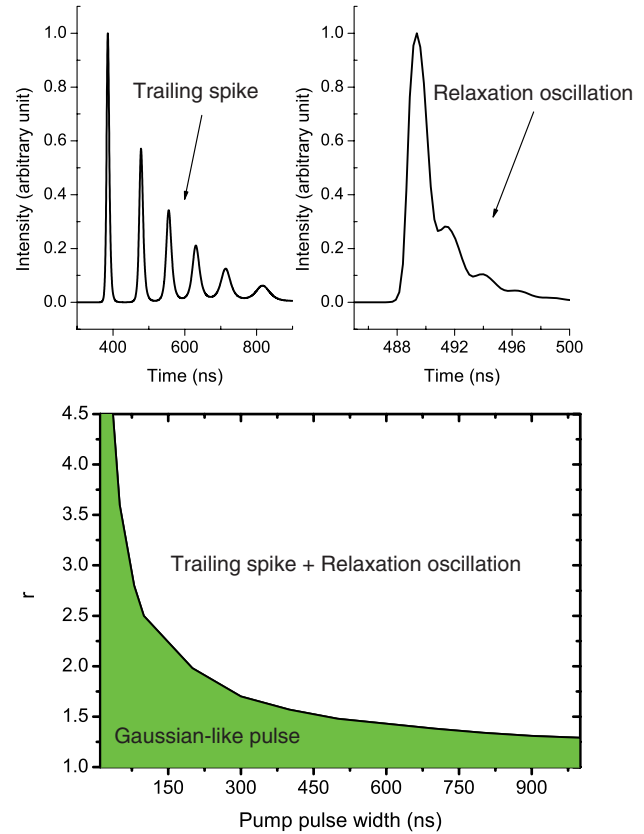 1.0
0.8
0.6
0.4
0.2
0.0
Intensity (arbitrary unit)
Trailing spike
400 600 800
Time (ns)
1.0
0.8
0.6
0.4
0.2
0.0
Intensity (arbitrary unit)
Relaxation oscillation
488 492 496 500
Time (ns)
4.5
4.0
3.5
3.0
2.5
2.0
1.5
1.0
r
Trailing spike + Relaxation oscillation
Gaussian-like pulse
150 300 450 600 750 900
Pump pulse width (ns)